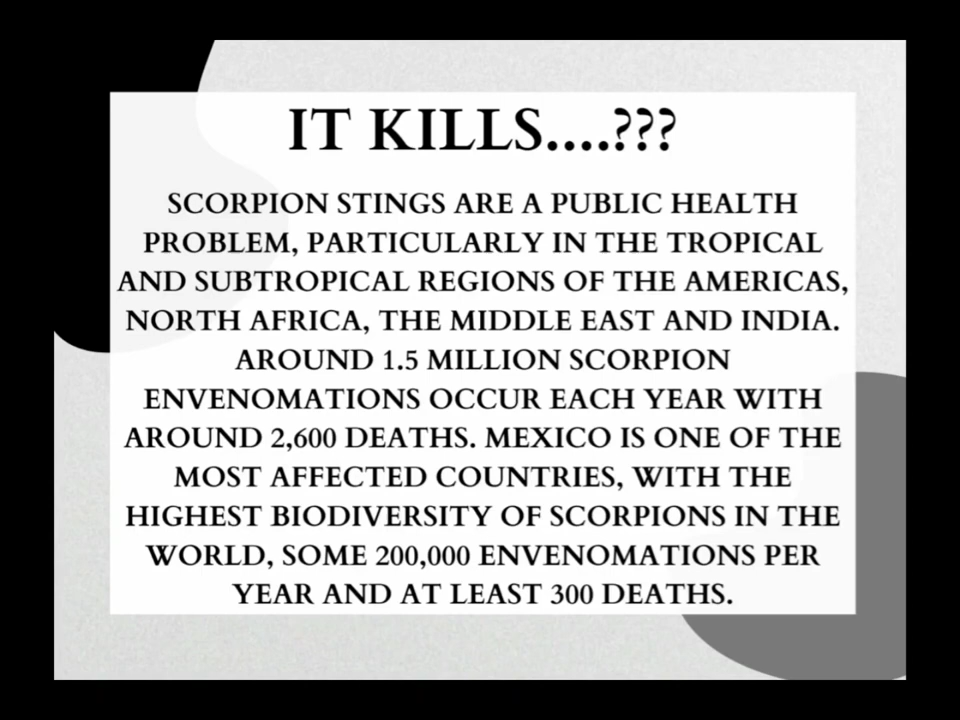 IT KILLS....???
SCORPION STINGS ARE A PUBLIC HEALTH
PROBLEM, PARTICULARLY IN THE TROPICAL
AND SUBTROPICAL REGIONS OF THE AMERICAS,
NORTH AFRICA, THE MIDDLE EAST AND INDIA.
AROUND 1.5 MILLION SCORPION
ENVENOMATIONS OCCUR EACH YEAR WITH
AROUND 2,600 DEATHS. MEXICO IS ONE OF THE
MOST AFFECTED COUNTRIES, WITH THE
HIGHEST BIODIVERSITY OF SCORPIONS IN THE
WORLD, SOME 200,000 ENVENOMATIONS PER
YEAR AND AT LEAST 300 DEATHS.